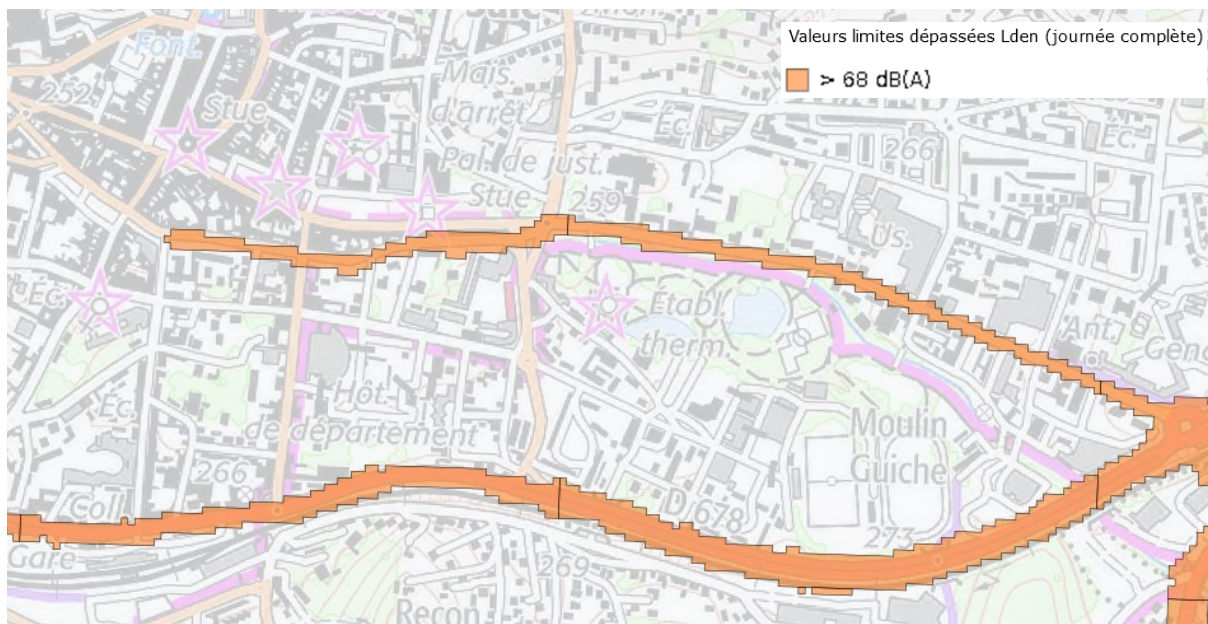 Valeurs limites dépassées Lden (journée complète)
> 68 dB(A)
Font.
252
Stue
Mais.
d'arrêt
Éc.
266
Éc.
Pal. de just.
Stue
259
Us.
Éc.
Établ.
therm.
Ant.
Éc.
Hôt.
de département
Moulin
Guiche
266
Coll.
D 678
273
Gare
269